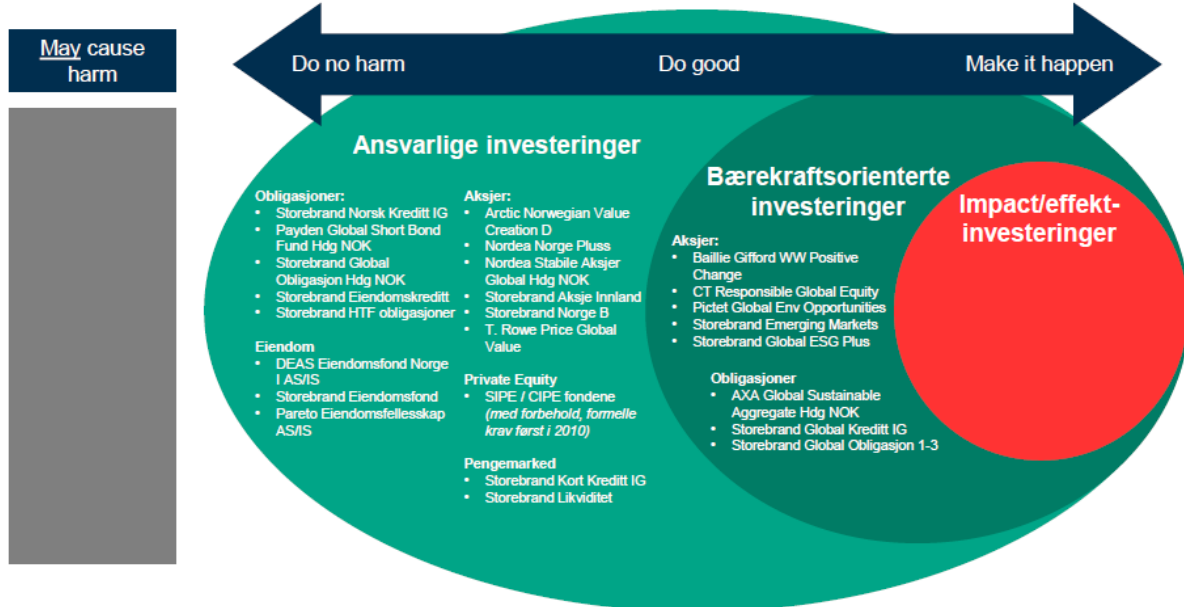 May cause
harm
Do no harm
Do good
Make it happen
Ansvarlige investeringer
Obligasjoner:
• Storebrand Norsk Kreditt IG
• Payden Global Short Bond
Fund Hdg NOK
• Storebrand Global
Obligasjon Hdg NOK
• Storebrand Eiendomskreditt
• Storebrand HTF obligasjoner
Eiendom
• DEAS Eiendomsfond Norge
I AS/IS
• Storebrand Eiendomsfond
• Pareto Eiendomsfellesskap
AS/IS
Aksjer:
• Arctic Norwegian Value
Creation D
• Nordea Norge Pluss
• Nordea Stabile Aksjer
Global Hdg NOK
• Storebrand Aksje Innland
• Storebrand Norge B
• T. Rowe Price Global
Value
Private Equity
• SIPE / CIPE fondene
(med forbehold, formelle
krav først i 2010)
Pengemarked
• Storebrand Kort Kreditt IG
• Storebrand Likviditet
Bærekraftsorienterte
investeringer
Aksjer:
• Baillie Gifford WW Positive
Change
• CT Responsible Global Equity
• Pictet Global Env Opportunities
• Storebrand Emerging Markets
• Storebrand Global ESG Plus
Obligasjoner
• AXA Global Sustainable
Aggregate Hdg NOK
• Storebrand Global Kreditt IG
• Storebrand Global Obligasjon 1-3
Impact/effekt-
investeringer